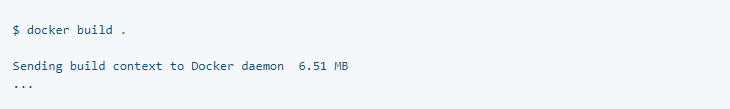 $ docker build .
Sending build context to Docker daemon  6.51 MB
...